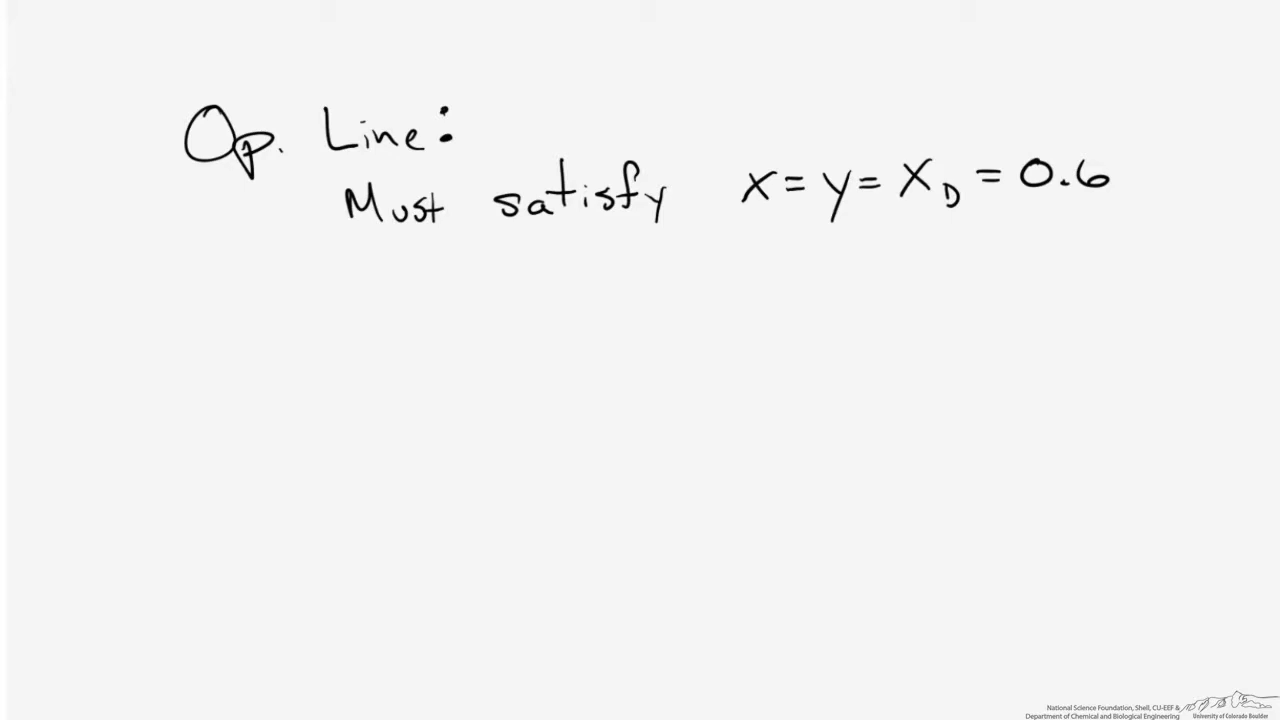 Op. Line:
Must satisfy x = y = x_D = 0.6
National Science Foundation, Shell, CU-EEF &
Department of Chemical and Biological Engineering
University of Colorado Boulder